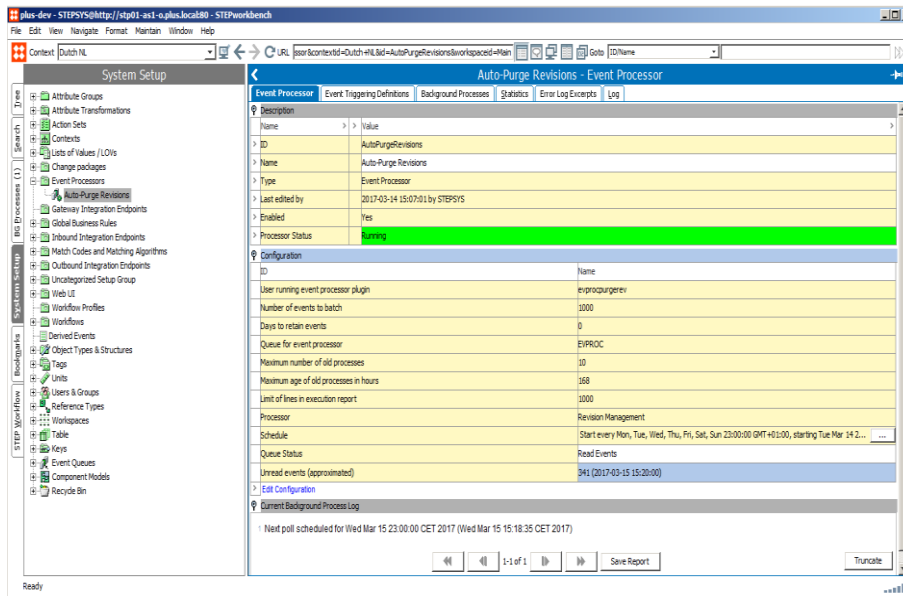 plus-dev - STEPSYS@http://stp01-as1-o.plus.local:80 - STEPworkbench
File Edit View Navigate Format Maintain Window Help
Context Dutch NL URL ssor&contextid=Dutch+NL&id=AutoPurgeRevisions&workspaceid=Main Goto ID/Name
System Setup
Tree
Search
BG Processes (1)
System Setup
Bookmarks
STEP Workflow
Attribute Groups
Attribute Transformations
Action Sets
Contexts
Lists of Values / LOVs
Change packages
Event Processors
Auto-Purge Revisions
Gateway Integration Endpoints
Global Business Rules
Inbound Integration Endpoints
Match Codes and Matching Algorithms
Outbound Integration Endpoints
Uncategorized Setup Group
Web UI
Workflow Profiles
Workflows
Derived Events
Object Types & Structures
Tags
Units
Users & Groups
Reference Types
Workspaces
Table
Keys
Event Queues
Component Models
Recycle Bin
Auto-Purge Revisions - Event Processor
Event Processor Event Triggering Definitions Background Processes Statistics Error Log Excerpts Log
Description
Name > > Value >
> ID AutoPurgeRevisions
> Name Auto-Purge Revisions
> Type Event Processor
> Last edited by 2017-03-14 15:07:01 by STEPSYS
> Enabled Yes
> Processor Status Running
Configuration
ID Name
User running event processor plugin evprocpurgerev
Number of events to batch 1000
Days to retain events 0
Queue for event processor EVPROC
Maximum number of old processes 10
Maximum age of old processes in hours 168
Limit of lines in execution report 1000
Processor Revision Management
Schedule Start every Mon, Tue, Wed, Thu, Fri, Sat, Sun 23:00:00 GMT+01:00, starting Tue Mar 14 2... ...
Queue Status Read Events
Unread events (approximated) 341 (2017-03-15 15:20:00)
> Edit Configuration
Current Background Process Log
1 Next poll scheduled for Wed Mar 15 23:00:00 CET 2017 (Wed Mar 15 15:18:35 CET 2017)
1-1 of 1 Save Report Truncate
Ready